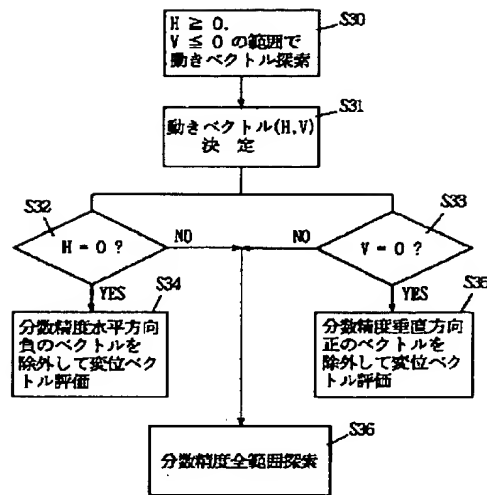 S30
H ≧ 0.
V ≦ 0 の範囲で
動きベクトル探索
S31
動きベクトル(H,V)
決 定
S32
H = 0 ?
NO
YES
S33
V = 0 ?
NO
YES
S34
分数精度水平方向
負のベクトルを
除外して変位ベク
トル評価
S35
分数精度垂直方向
正のベクトルを
除外して変位ベク
トル評価
S36
分数精度全範囲探索